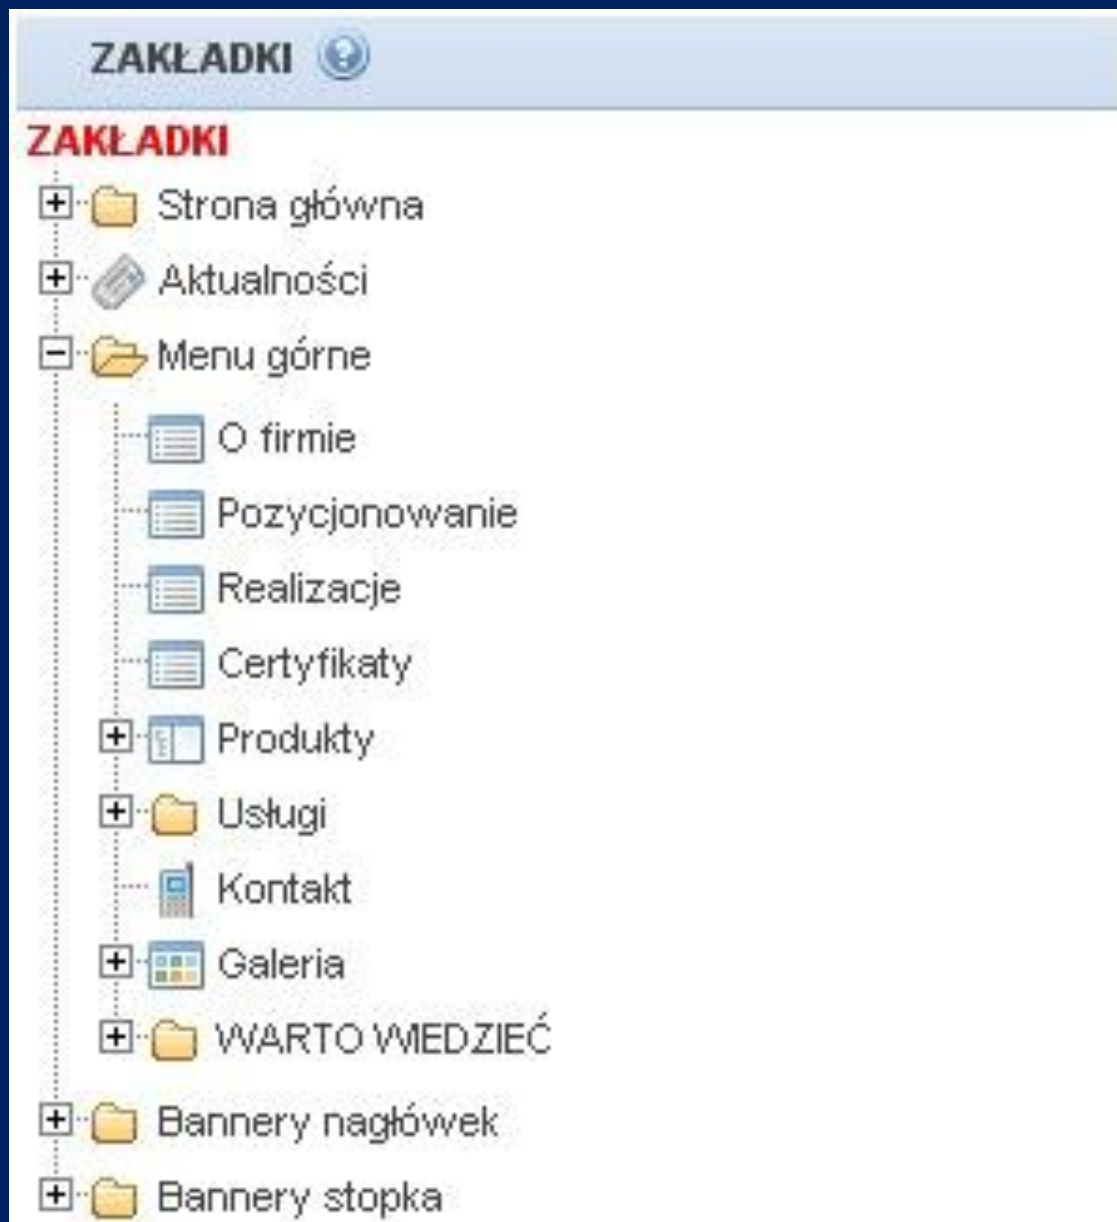 ZAKŁADKI
ZAKŁADKI
Strona główna
Aktualności
Menu górne
O firmie
Pozycjonowanie
Realizacje
Certyfikaty
Produkty
Usługi
Kontakt
Galeria
WARTO WIEDZIEĆ
Bannery nagłówek
Bannery stopka